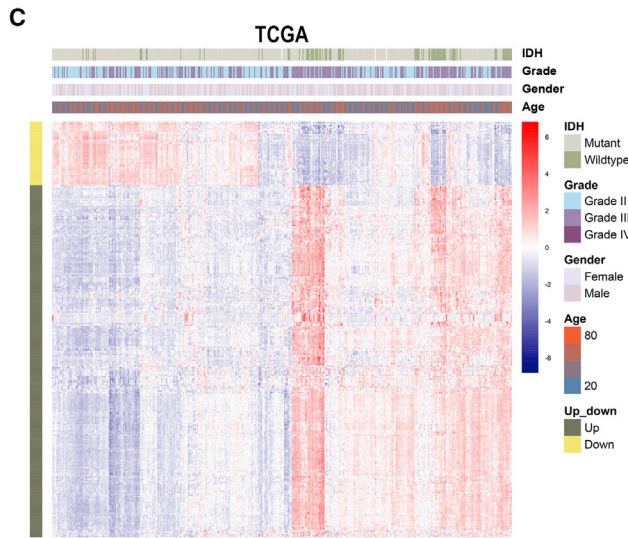 C
TCGA
IDH
Grade
Gender
Age
6
4
2
0
-2
-4
-6
IDH
Mutant
Wildtype
Grade
Grade II
Grade III
Grade IV
Gender
Female
Male
Age
80
20
Up_down
Up
Down